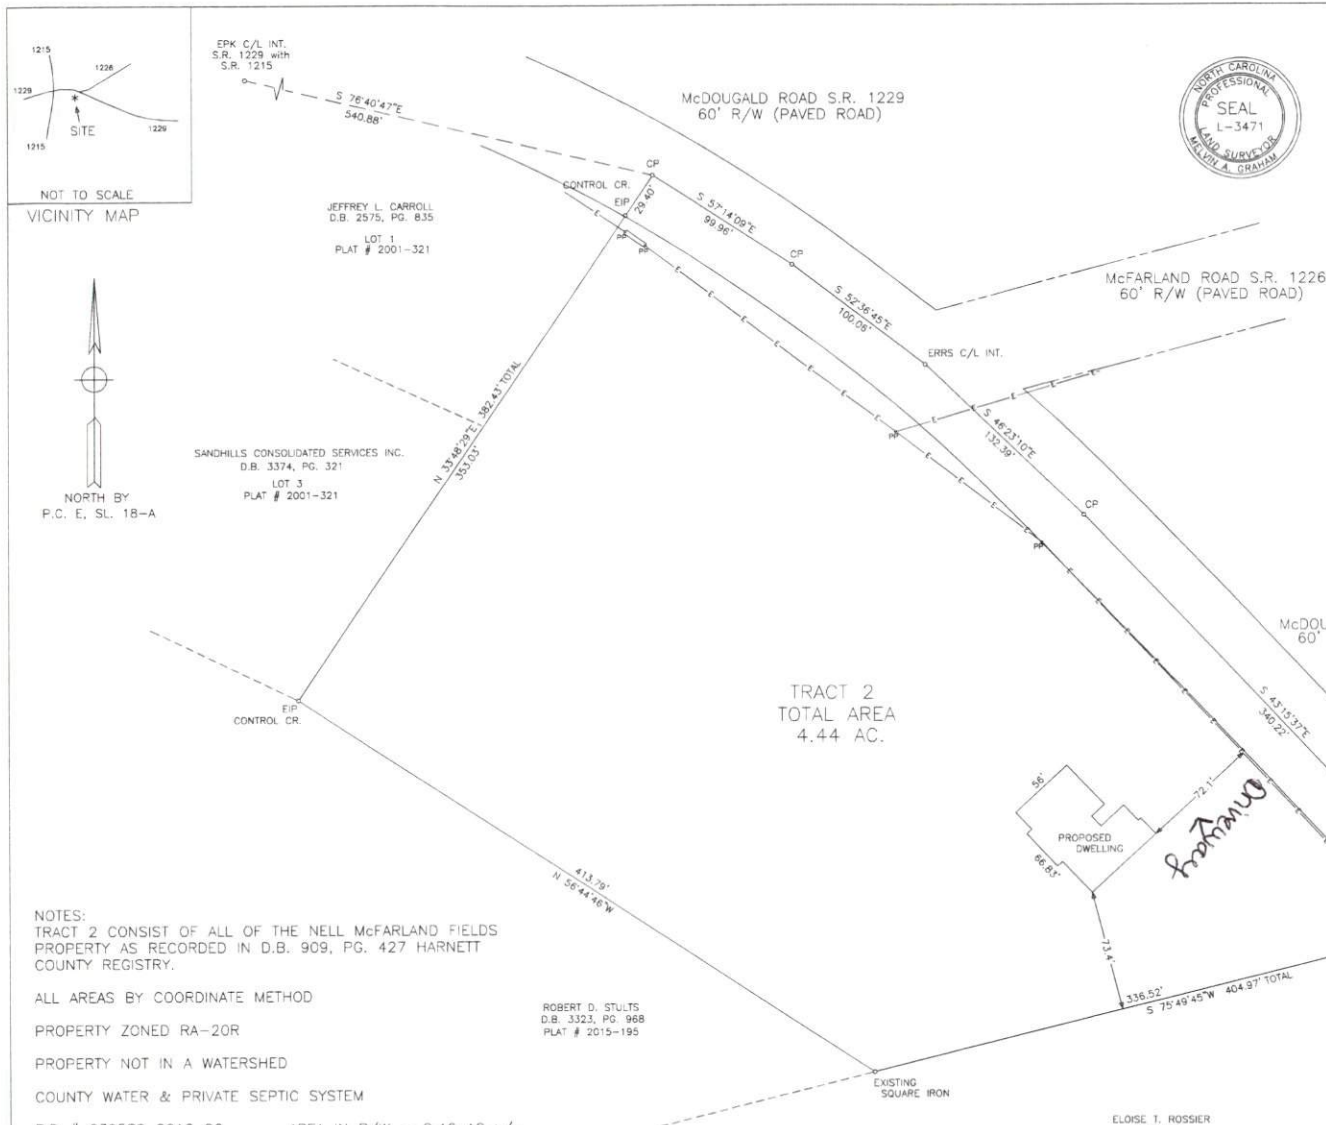 1215
1226
1229
SITE
1229
1215
NOT TO SCALE
VICINITY MAP
EPK C/L INT.
S.R. 1229 with
S.R. 1215
S 76°40'47"E
540.88'
McDOUGALD ROAD S.R. 1229
60' R/W (PAVED ROAD)
NORTH CAROLINA
PROFESSIONAL
SEAL
L-3471
LAND SURVEYOR
MELVIN A. GRAHAM
CP
CONTROL CR.
EIP
29.40'
S 57°14'09"E
99.96'
JEFFREY L. CARROLL
D.B. 2575, PG. 835
LOT 1
PLAT # 2001-321
PP
PP
CP
S 52°36'45"E
100.06'
McFARLAND ROAD S.R. 1226
60' R/W (PAVED ROAD)
ERRS C/L INT.
N 33°48'29"E, 382.43' TOTAL
353.03'
S 46°23'10"E
132.39'
PP
SANDHILLS CONSOLIDATED SERVICES INC.
D.B. 3374, PG. 321
LOT 3
PLAT # 2001-321
NORTH BY
P.C. E, SL. 18-A
CP
PP
McDOU
60'
S 43°15'37"E
340.22'
EIP
CONTROL CR.
TRACT 2
TOTAL AREA
4.44 AC.
56'
72.1'
Driveway
PROPOSED
DWELLING
66.83'
413.79'
N 56°44'46"W
73.4'
NOTES:
TRACT 2 CONSIST OF ALL OF THE NELL McFARLAND FIELDS
PROPERTY AS RECORDED IN D.B. 909, PG. 427 HARNETT
COUNTY REGISTRY.
ALL AREAS BY COORDINATE METHOD
PROPERTY ZONED RA-20R
PROPERTY NOT IN A WATERSHED
COUNTY WATER & PRIVATE SEPTIC SYSTEM
ROBERT D. STULTS
D.B. 3323, PG. 968
PLAT # 2015-195
336.52'
S 75°49'45"W 404.97' TOTAL
EXISTING
SQUARE IRON
ELOISE T. ROSSIER